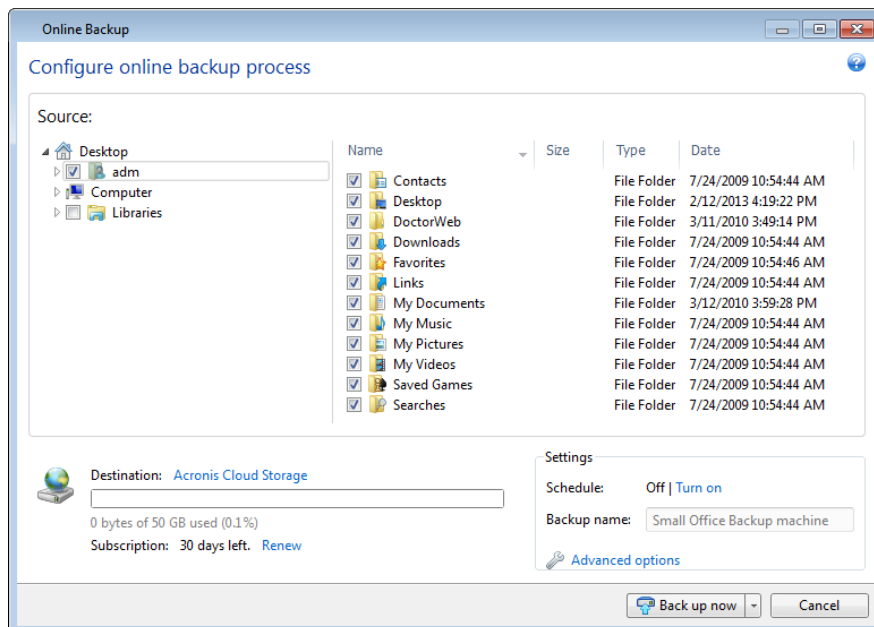 Online Backup
Configure online backup process
Source:
Desktop
adm
Computer
Libraries
Name Size Type Date
Contacts File Folder 7/24/2009 10:54:44 AM
Desktop File Folder 2/12/2013 4:19:22 PM
DoctorWeb File Folder 3/11/2010 3:49:14 PM
Downloads File Folder 7/24/2009 10:54:44 AM
Favorites File Folder 7/24/2009 10:54:46 AM
Links File Folder 7/24/2009 10:54:44 AM
My Documents File Folder 3/12/2010 3:59:28 PM
My Music File Folder 7/24/2009 10:54:44 AM
My Pictures File Folder 7/24/2009 10:54:44 AM
My Videos File Folder 7/24/2009 10:54:44 AM
Saved Games File Folder 7/24/2009 10:54:44 AM
Searches File Folder 7/24/2009 10:54:44 AM
Destination: Acronis Cloud Storage
0 bytes of 50 GB used (0.1%)
Subscription: 30 days left. Renew
Settings
Schedule: Off | Turn on
Backup name: Small Office Backup machine
Advanced options
Back up now
Cancel